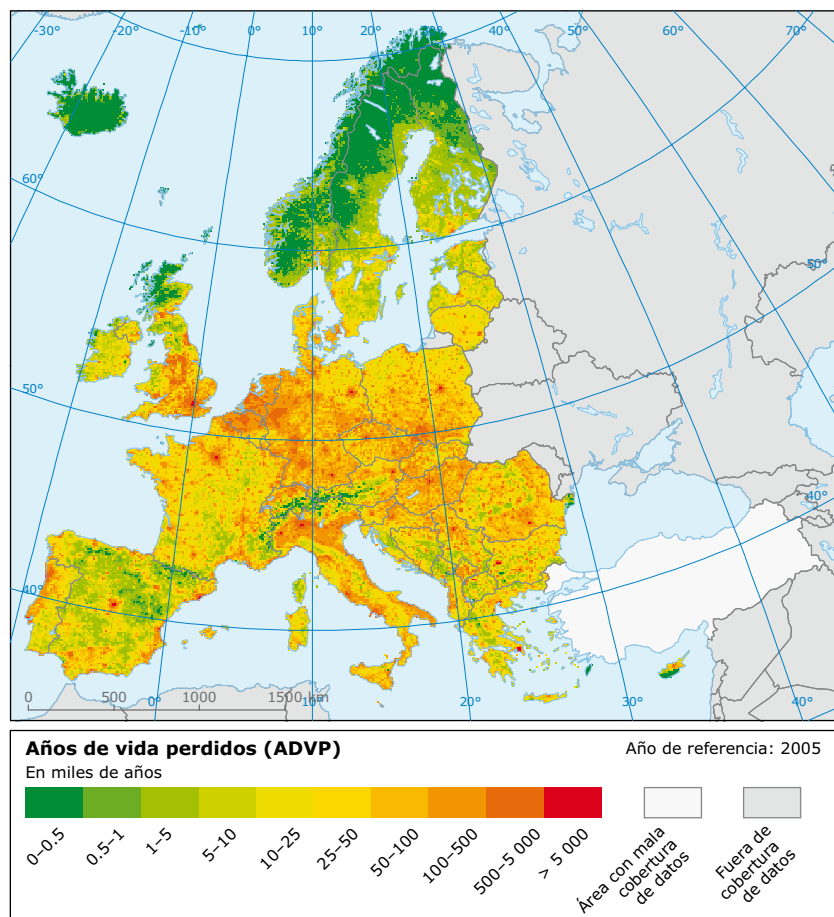 -30°
-20°
-10°
0°
10°
20°
30°
40°
50°
60°
70°
60°
50°
50°
40°
40°
0 500 1000 1500 km
0°
10°
20°
30°
40°
Años de vida perdidos (ADVP)
Año de referencia: 2005
En miles de años
0–0.5
0.5–1
1–5
5–10
10–25
25–50
50–100
100–500
500–5 000
> 5 000
Área con mala
cobertura
de datos
Fuera de
cobertura
de datos